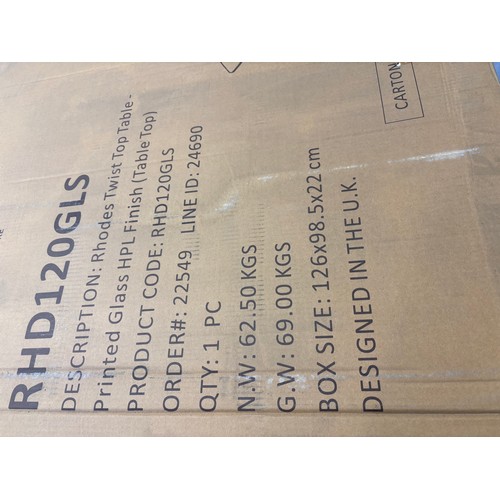 RHD120GLS
DESCRIPTION: Rhodes Twist Top Table -
Printed Glass HPL Finish (Table Top)
PRODUCT CODE: RHD120GLS
ORDER#: 22549 LINE ID: 24690
QTY: 1 PC
N.W: 62.50 KGS
G.W: 69.00 KGS
BOX SIZE: 126x98.5x22 cm
DESIGNED IN THE U.K.
CARTON